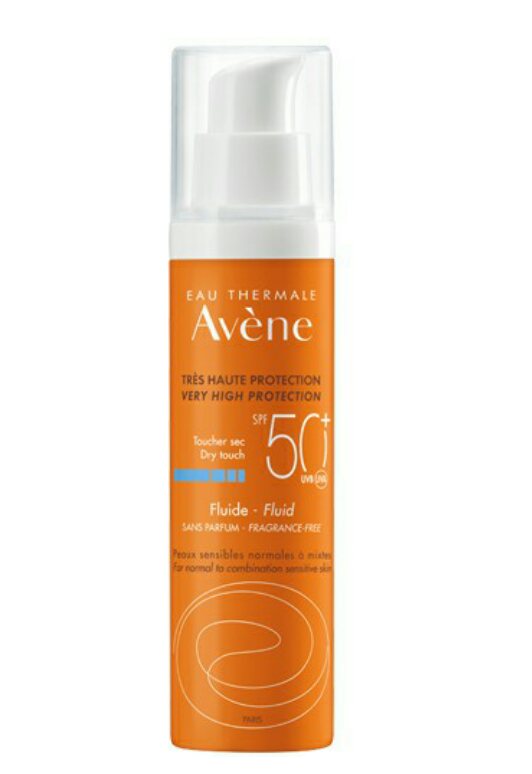 EAU THERMALE
Avène
TRÈS HAUTE PROTECTION
VERY HIGH PROTECTION
SPF 50+
Toucher sec
Dry touch
UVB UVA
Fluide - Fluid
SANS PARFUM - FRAGRANCE-FREE
Peaux sensibles normales à mixtes
For normal to combination sensitive skin
PARIS